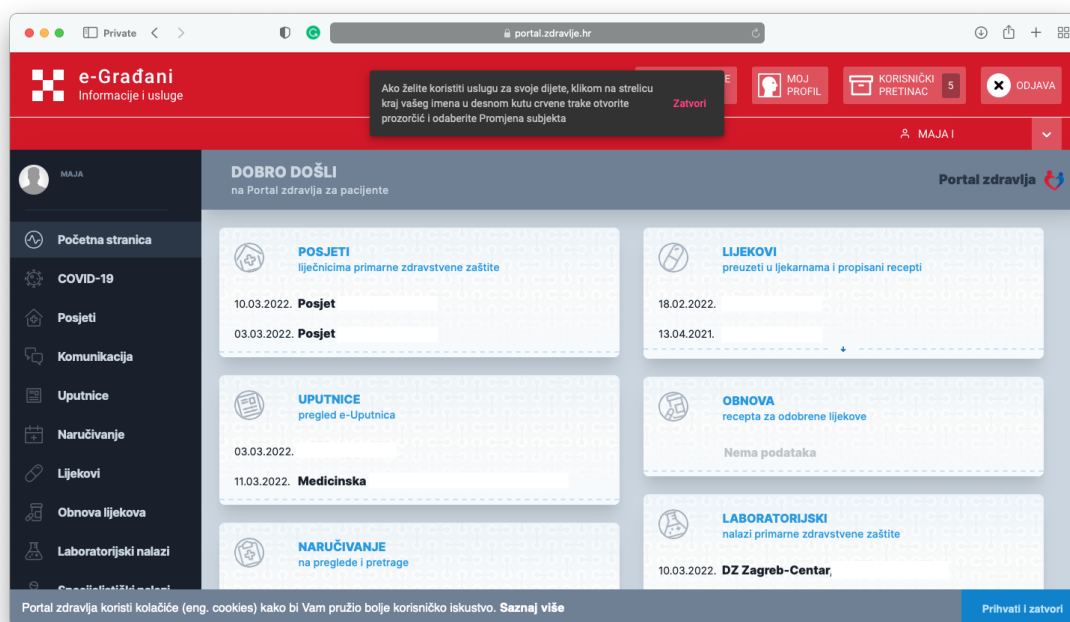 Private
portal.zdravlje.hr
e-Građani
Informacije i usluge
Ako želite koristiti uslugu za svoje dijete, klikom na strelicu
kraj vašeg imena u desnom kutu crvene trake otvorite
prozorčić i odaberite Promjena subjekta
Zatvori
MOJ
PROFIL
KORISNIČKI
PRETINAC
5
ODJAVA
MAJA I
MAJA
DOBRO DOŠLI
na Portal zdravlja za pacijente
Portal zdravlja
Početna stranica
COVID-19
Posjeti
Komunikacija
Uputnice
Naručivanje
Lijekovi
Obnova lijekova
Laboratorijski nalazi
Specijalistički nalazi
POSJETI
liječnicima primarne zdravstvene zaštite
10.03.2022. Posjet
03.03.2022. Posjet
LIJEKOVI
preuzeti u ljekarnama i propisani recepti
18.02.2022.
13.04.2021.
UPUTNICE
pregled e-Uputnica
03.03.2022.
11.03.2022. Medicinska
OBNOVA
recepta za odobrene lijekove
Nema podataka
NARUČIVANJE
na preglede i pretrage
LABORATORIJSKI
nalazi primarne zdravstvene zaštite
10.03.2022. DZ Zagreb-Centar,
Portal zdravlja koristi kolačiće (eng. cookies) kako bi Vam pružio bolje korisničko iskustvo. Saznaj više
Prihvati i zatvori